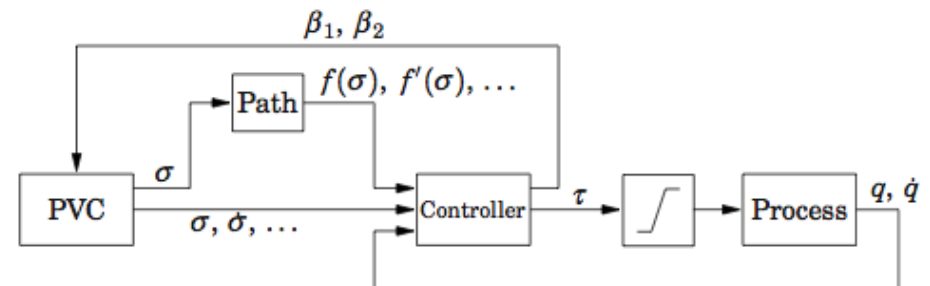 β₁, β₂
f(σ), f′(σ), …
Path
σ
PVC
σ, σ̇, …
Controller
τ
Process
q, q̇